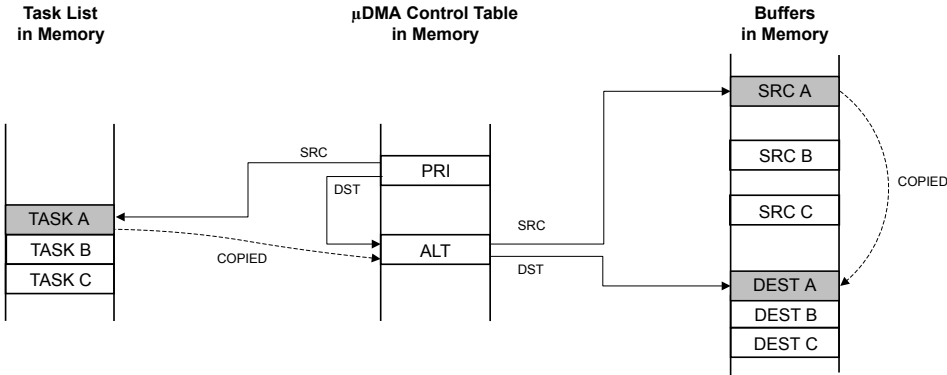 Task List
in Memory
µDMA Control Table
in Memory
Buffers
in Memory
SRC A
SRC
PRI
SRC B
DST
COPIED
SRC C
TASK A
SRC
TASK B
COPIED
ALT
DST
TASK C
DEST A
DEST B
DEST C